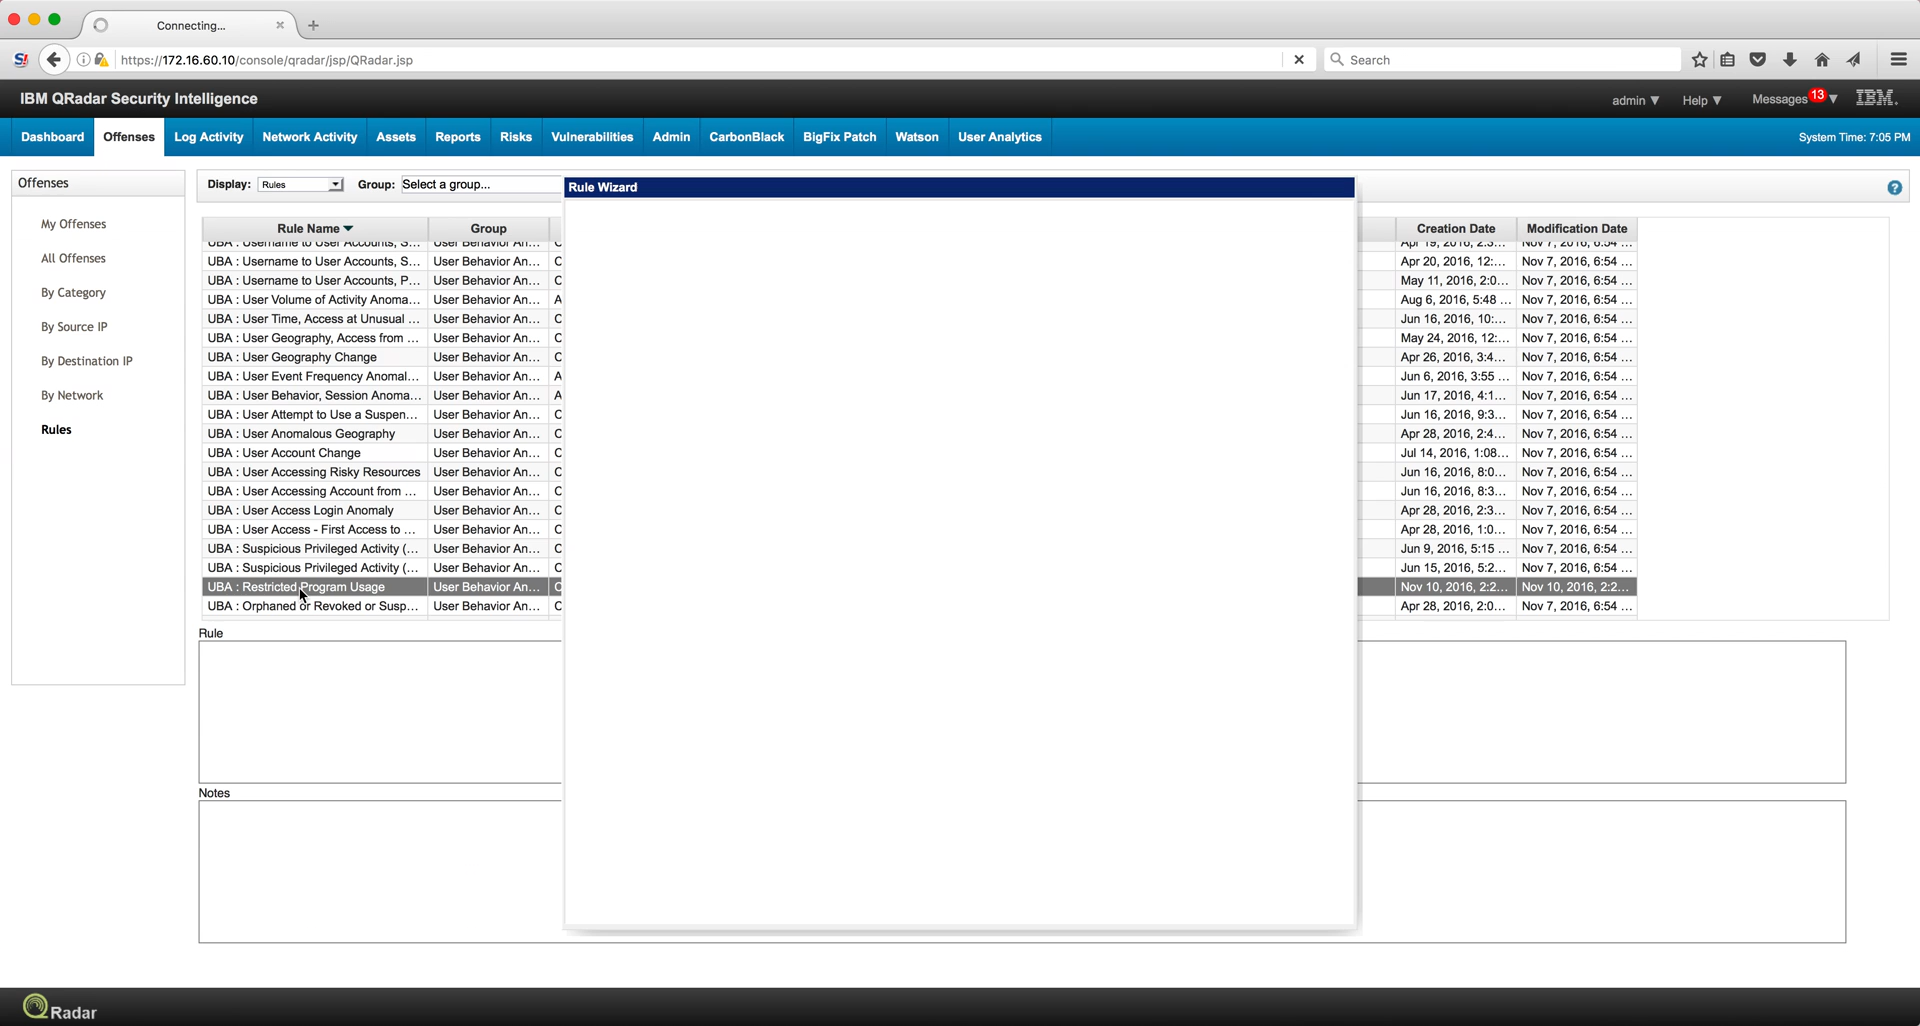 Connecting...
S! https://172.16.60.10/console/qradar/jsp/QRadar.jsp Search
IBM QRadar Security Intelligence admin ▼ Help ▼ Messages 13 ▼ IBM.
Dashboard Offenses Log Activity Network Activity Assets Reports Risks Vulnerabilities Admin CarbonBlack BigFix Patch Watson User Analytics System Time: 7:05 PM
Offenses
My Offenses
All Offenses
By Category
By Source IP
By Destination IP
By Network
Rules
Display: Rules Group: Select a group...
Rule Wizard
Rule Name Group Creation Date Modification Date
UBA : Username to User Accounts, S... User Behavior An... C Apr 19, 2016, 2:3... Nov 7, 2016, 6:54 ...
UBA : Username to User Accounts, S... User Behavior An... C Apr 20, 2016, 12:... Nov 7, 2016, 6:54 ...
UBA : Username to User Accounts, P... User Behavior An... C May 11, 2016, 2:0... Nov 7, 2016, 6:54 ...
UBA : User Volume of Activity Anoma... User Behavior An... A Aug 6, 2016, 5:48 ... Nov 7, 2016, 6:54 ...
UBA : User Time, Access at Unusual ... User Behavior An... C Jun 16, 2016, 10:... Nov 7, 2016, 6:54 ...
UBA : User Geography, Access from ... User Behavior An... C May 24, 2016, 12:... Nov 7, 2016, 6:54 ...
UBA : User Geography Change User Behavior An... C Apr 26, 2016, 3:4... Nov 7, 2016, 6:54 ...
UBA : User Event Frequency Anomal... User Behavior An... A Jun 6, 2016, 3:55 ... Nov 7, 2016, 6:54 ...
UBA : User Behavior, Session Anoma... User Behavior An... A Jun 17, 2016, 4:1... Nov 7, 2016, 6:54 ...
UBA : User Attempt to Use a Suspen... User Behavior An... C Jun 16, 2016, 9:3... Nov 7, 2016, 6:54 ...
UBA : User Anomalous Geography User Behavior An... C Apr 28, 2016, 2:4... Nov 7, 2016, 6:54 ...
UBA : User Account Change User Behavior An... C Jul 14, 2016, 1:08... Nov 7, 2016, 6:54 ...
UBA : User Accessing Risky Resources User Behavior An... C Jun 16, 2016, 8:0... Nov 7, 2016, 6:54 ...
UBA : User Accessing Account from ... User Behavior An... C Jun 16, 2016, 8:3... Nov 7, 2016, 6:54 ...
UBA : User Access Login Anomaly User Behavior An... C Apr 28, 2016, 2:3... Nov 7, 2016, 6:54 ...
UBA : User Access - First Access to ... User Behavior An... C Apr 28, 2016, 1:0... Nov 7, 2016, 6:54 ...
UBA : Suspicious Privileged Activity (... User Behavior An... C Jun 9, 2016, 5:15 ... Nov 7, 2016, 6:54 ...
UBA : Suspicious Privileged Activity (... User Behavior An... C Jun 15, 2016, 5:2... Nov 7, 2016, 6:54 ...
UBA : Restricted Program Usage User Behavior An... C Nov 10, 2016, 2:2... Nov 10, 2016, 2:2...
UBA : Orphaned or Revoked or Susp... User Behavior An... C Apr 28, 2016, 2:0... Nov 7, 2016, 6:54 ...
Rule
Notes
QRadar